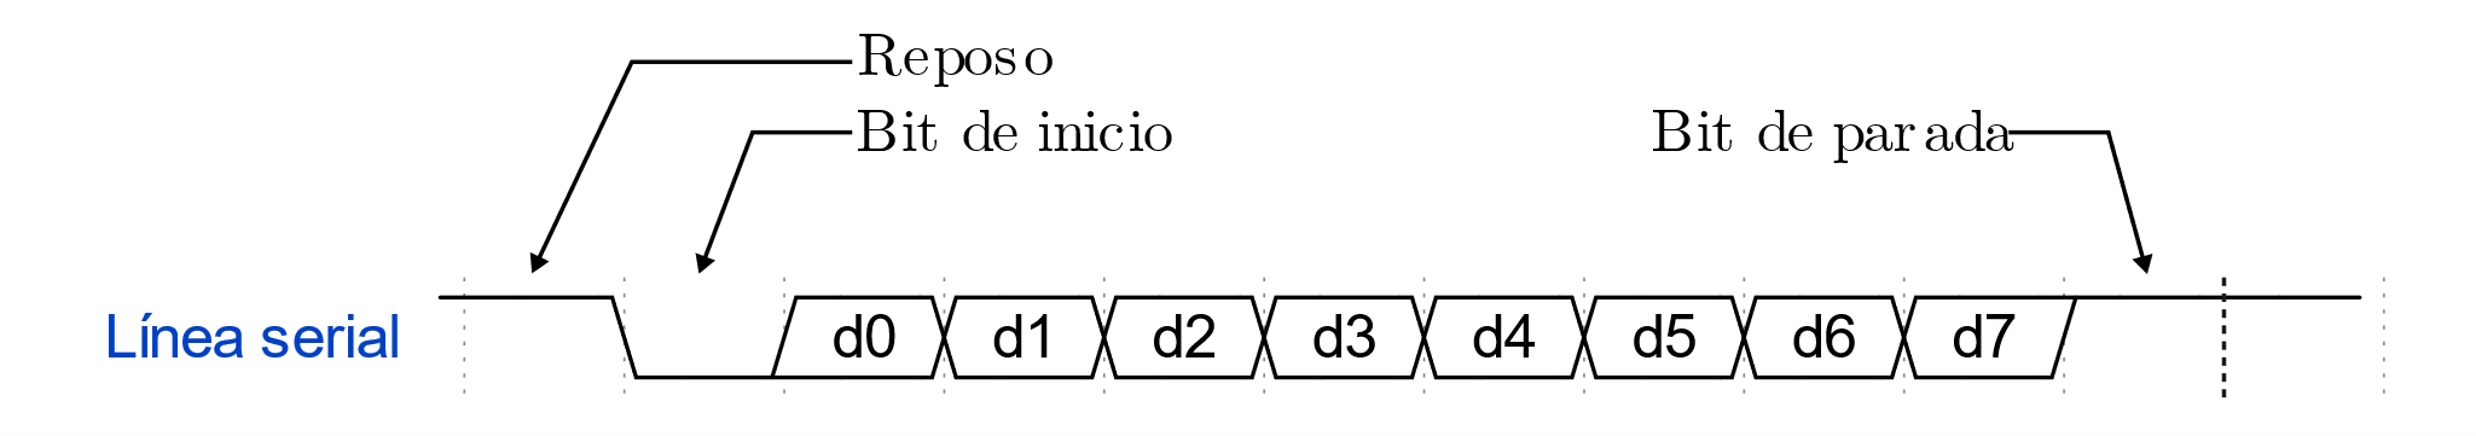 Reposo
Bit de inicio
Bit de parada
Línea serial
d0 d1 d2 d3 d4 d5 d6 d7